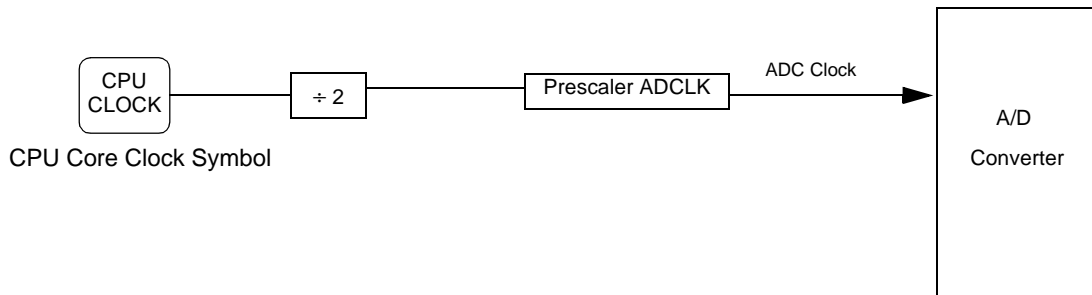 CPU
CLOCK
÷ 2
Prescaler ADCLK
ADC Clock
A/D
Converter
CPU Core Clock Symbol